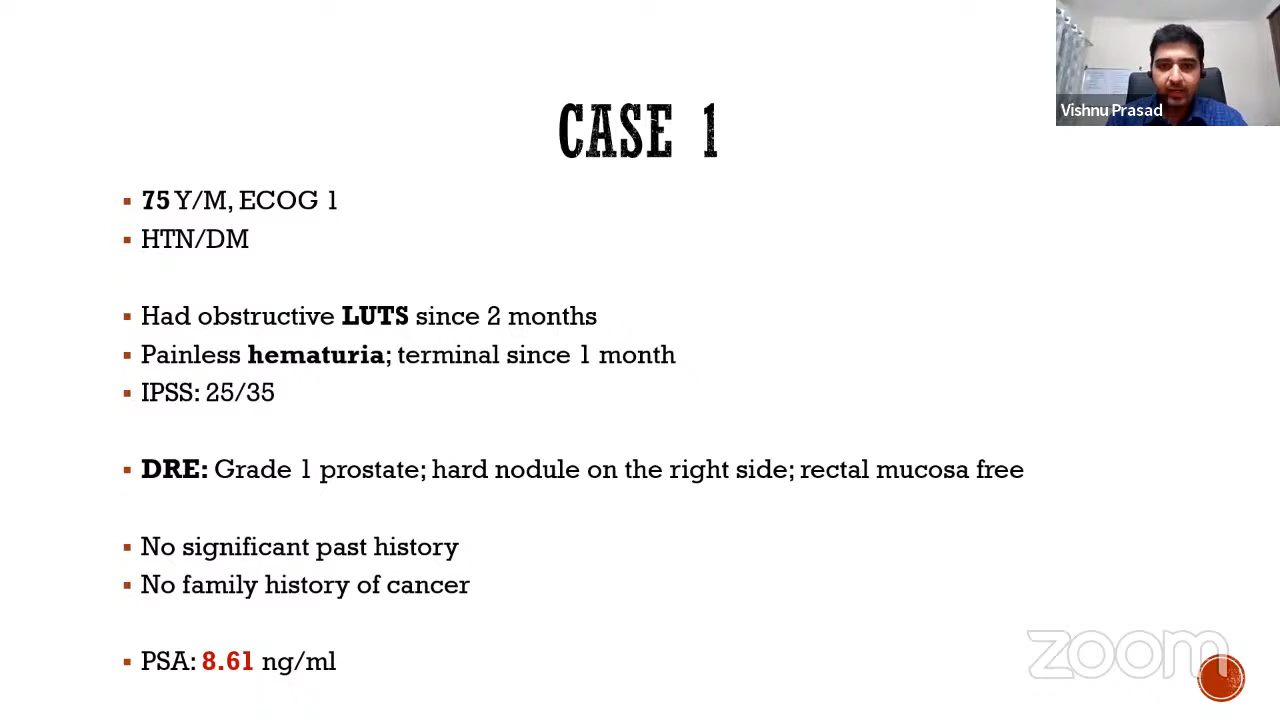 Vishnu Prasad
CASE 1
▪ 75 Y/M, ECOG 1
▪ HTN/DM
▪ Had obstructive LUTS since 2 months
▪ Painless hematuria; terminal since 1 month
▪ IPSS: 25/35
▪ DRE: Grade 1 prostate; hard nodule on the right side; rectal mucosa free
▪ No significant past history
▪ No family history of cancer
▪ PSA: 8.61 ng/ml
zoom